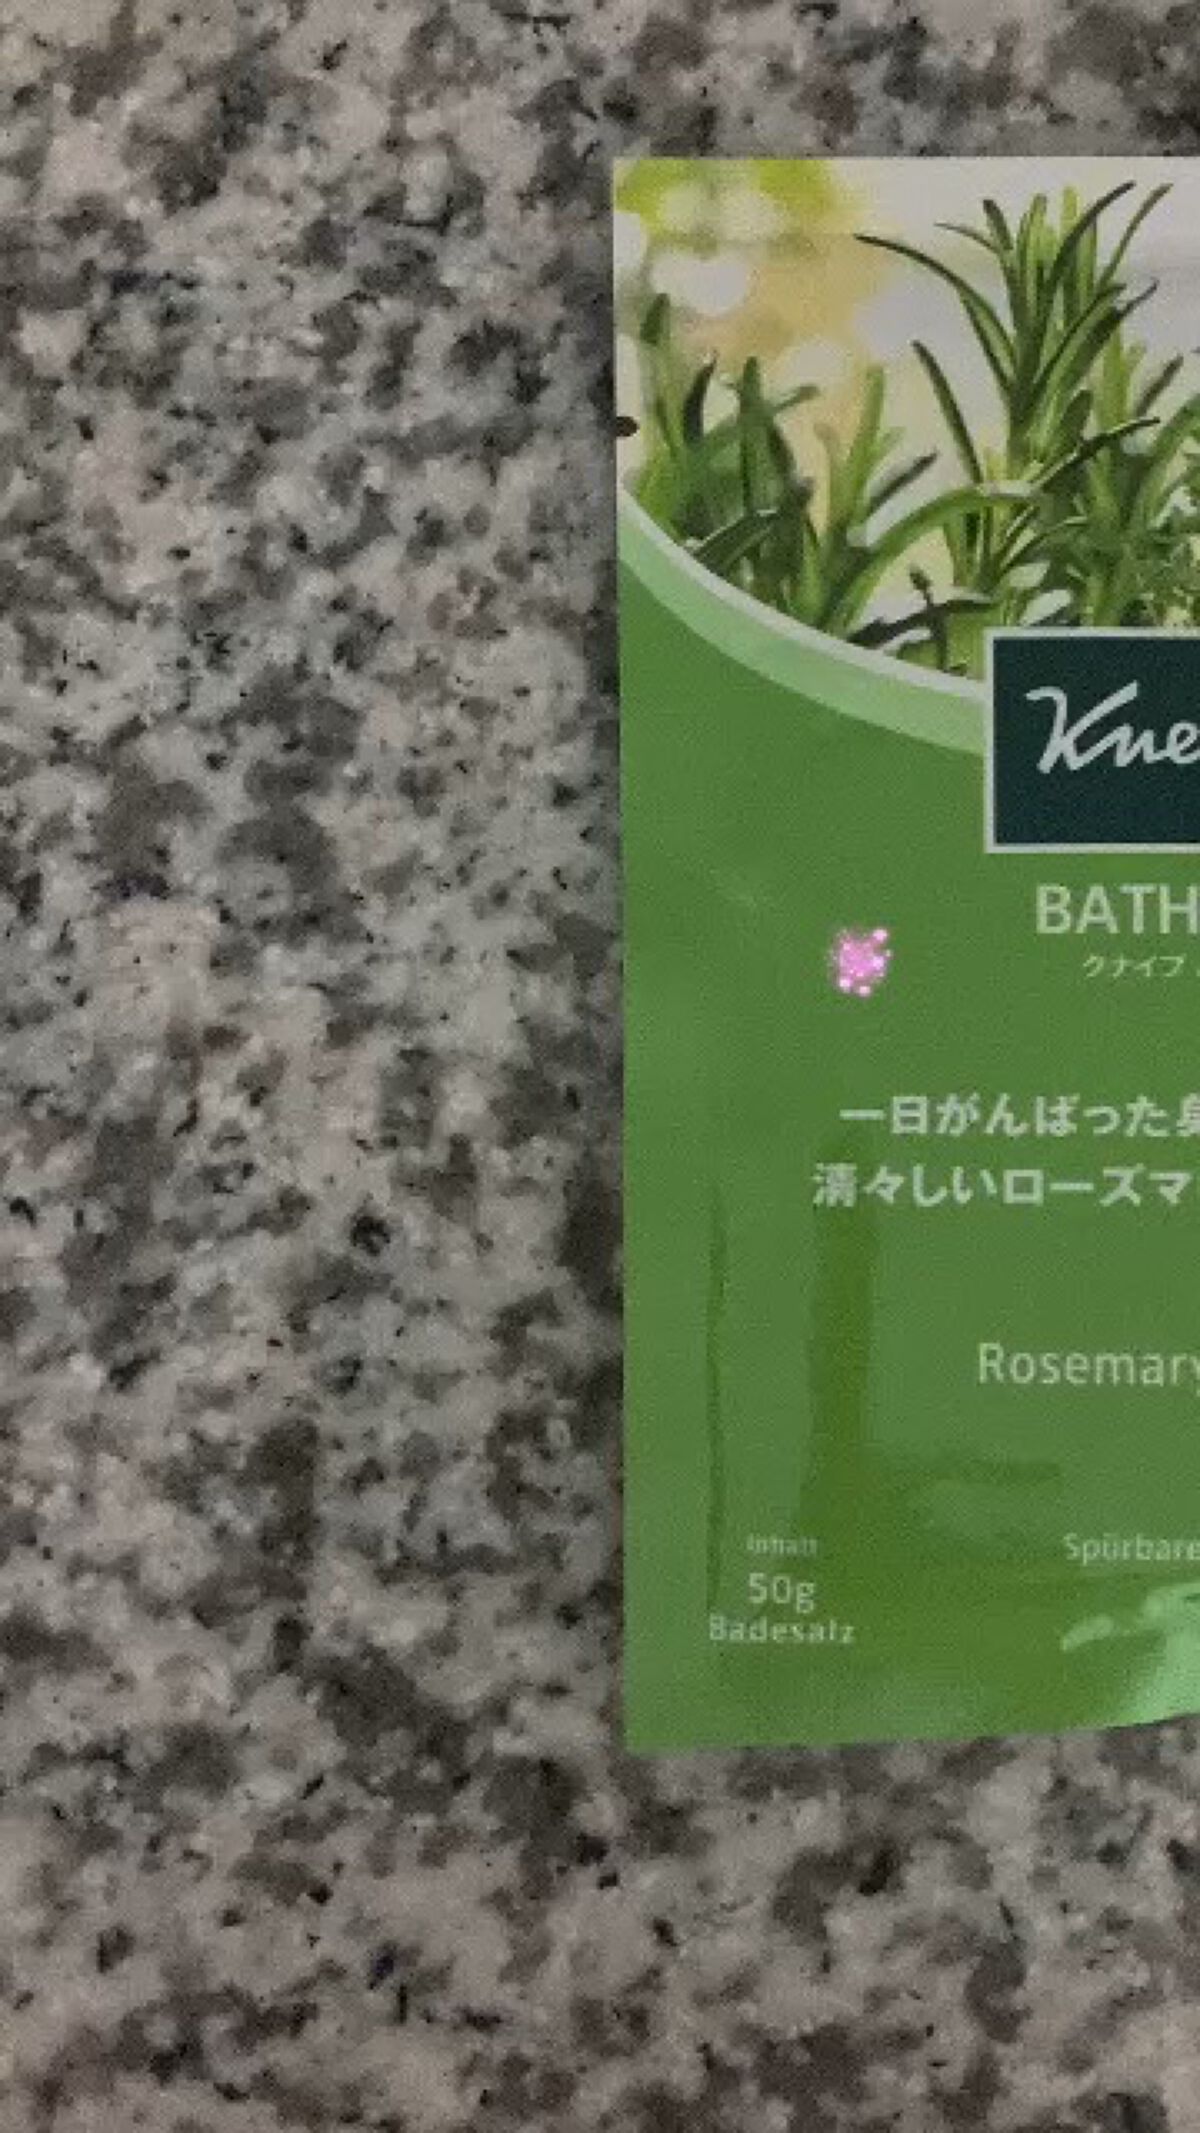 Kne
BATH
クナイプ
一日がんばった身
清々しいローズマ
Rosemary
Inhalt
Spürbare
50g
Badesalz